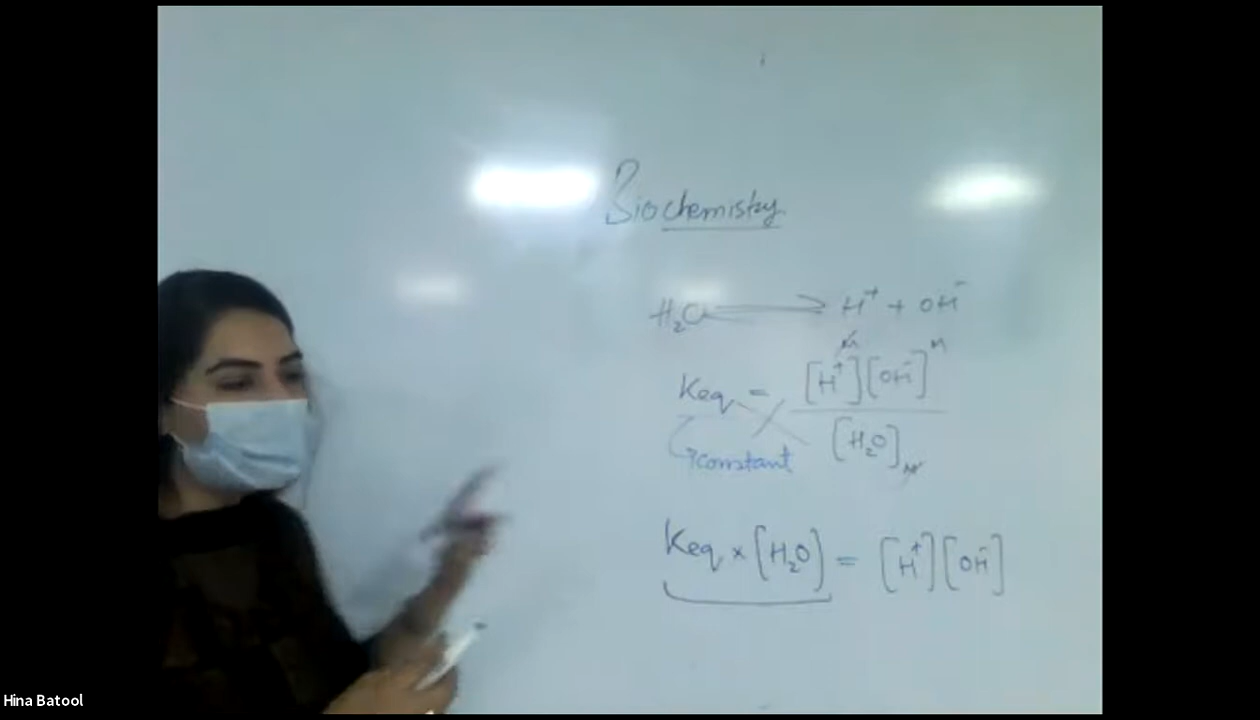 Biochemistry
H₂O ⇌ H⁺ + OH⁻
M M
Keq = [H⁺][OH⁻]
[H₂O] M
constant
Keq × [H₂O] = [H⁺][OH⁻]
Hina Batool